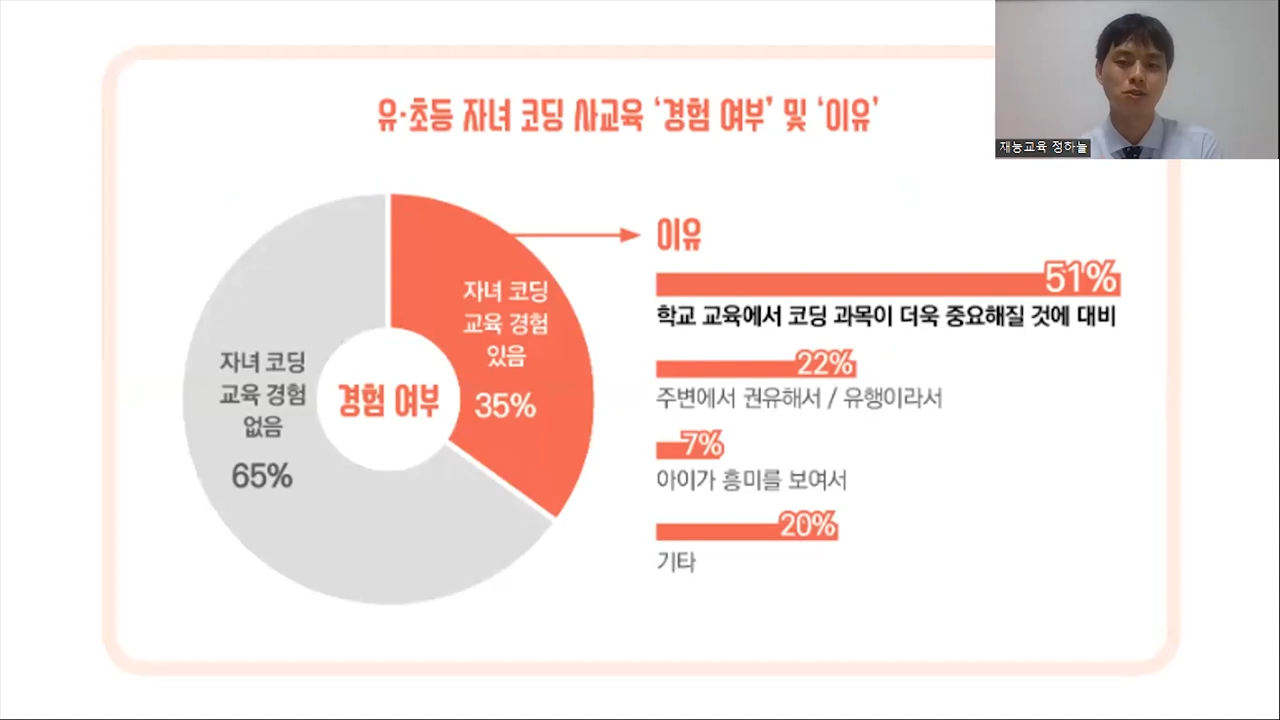 유·초등 자녀 코딩 사교육 ‘경험 여부’ 및 ‘이유’
재능교육 정하늘
자녀 코딩
교육 경험
없음
65%
경험 여부
자녀 코딩
교육 경험
있음
35%
이유
51%
학교 교육에서 코딩 과목이 더욱 중요해질 것에 대비
22%
주변에서 권유해서 / 유행이라서
7%
아이가 흥미를 보여서
20%
기타